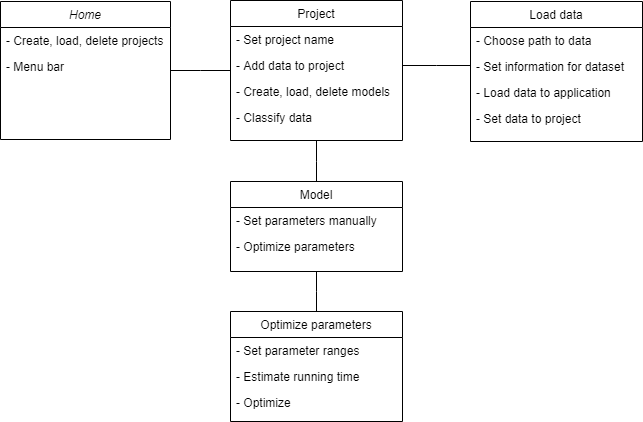 Home
- Create, load, delete projects
- Menu bar
Project
- Set project name
- Add data to project
- Create, load, delete models
- Classify data
Load data
- Choose path to data
- Set information for dataset
- Load data to application
- Set data to project
Model
- Set parameters manually
- Optimize parameters
Optimize parameters
- Set parameter ranges
- Estimate running time
- Optimize